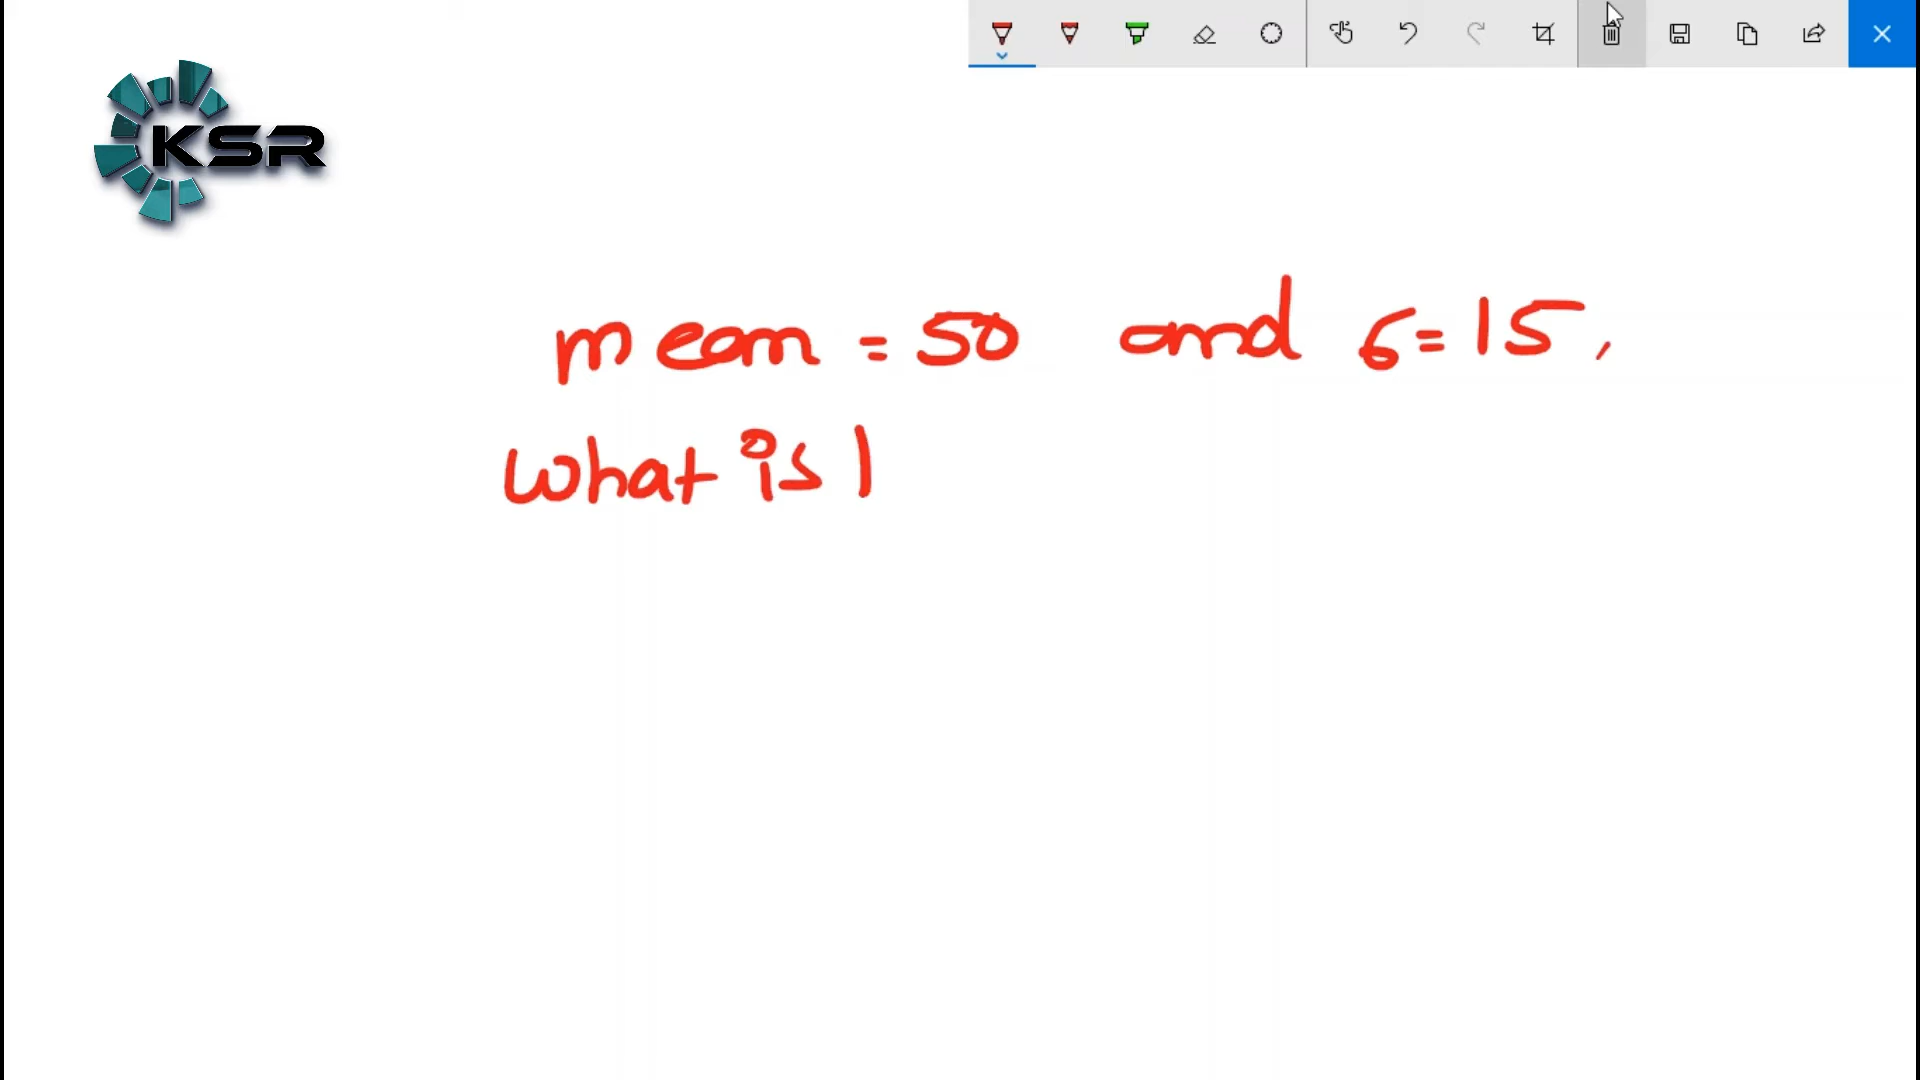 KSR
mean = 50 and σ = 15,
what is